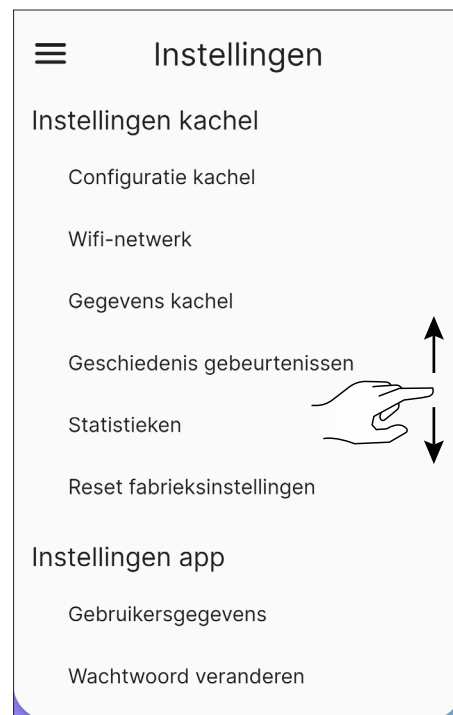 Instellingen
Instellingen kachel
Configuratie kachel
Wifi-netwerk
Gegevens kachel
Geschiedenis gebeurtenissen
Statistieken
Reset fabrieksinstellingen
Instellingen app
Gebruikersgegevens
Wachtwoord veranderen